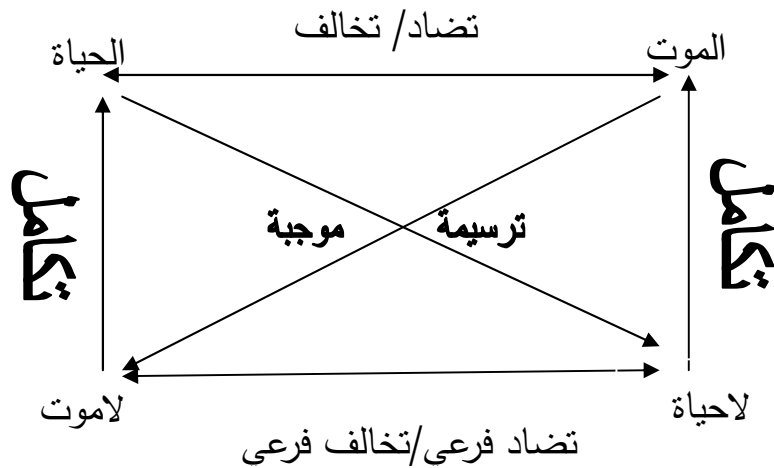 تضاد/ تخالف
الموت
الحياة
تكامل
تكامل
ترسيمة
موجبة
لاحياة
لاموت
تضاد فرعي/تخالف فرعي